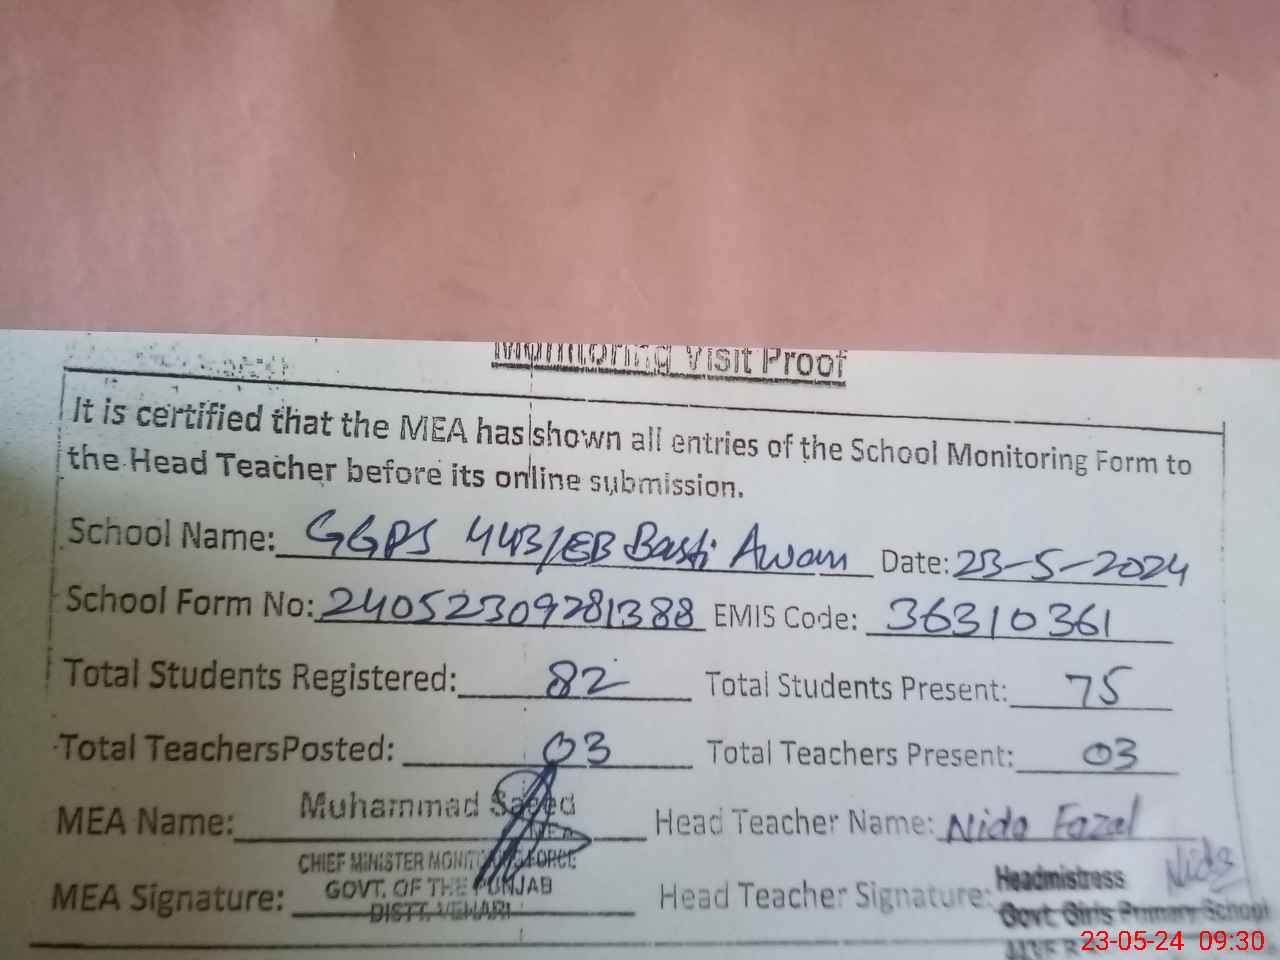 Monitoring Visit Proof
It is certified that the MEA has shown all entries of the School Monitoring Form to
the Head Teacher before its online submission.
School Name: GGPS 443/EB Basti Awan Date: 23-5-2024
School Form No: 24052309281388 EMIS Code: 36310361
Total Students Registered: 82 Total Students Present: 75
Total TeachersPosted: 03 Total Teachers Present: 03
MEA Name: Muhammad Saeed Head Teacher Name: Nida Fazal
MEA
CHIEF MINISTER MONITORING FORCE
MEA Signature: GOVT. OF THE PUNJAB Head Teacher Signature: Headmistress Nida
DISTT. VEHARI Govt. Girls Primary School
23-05-24 09:30